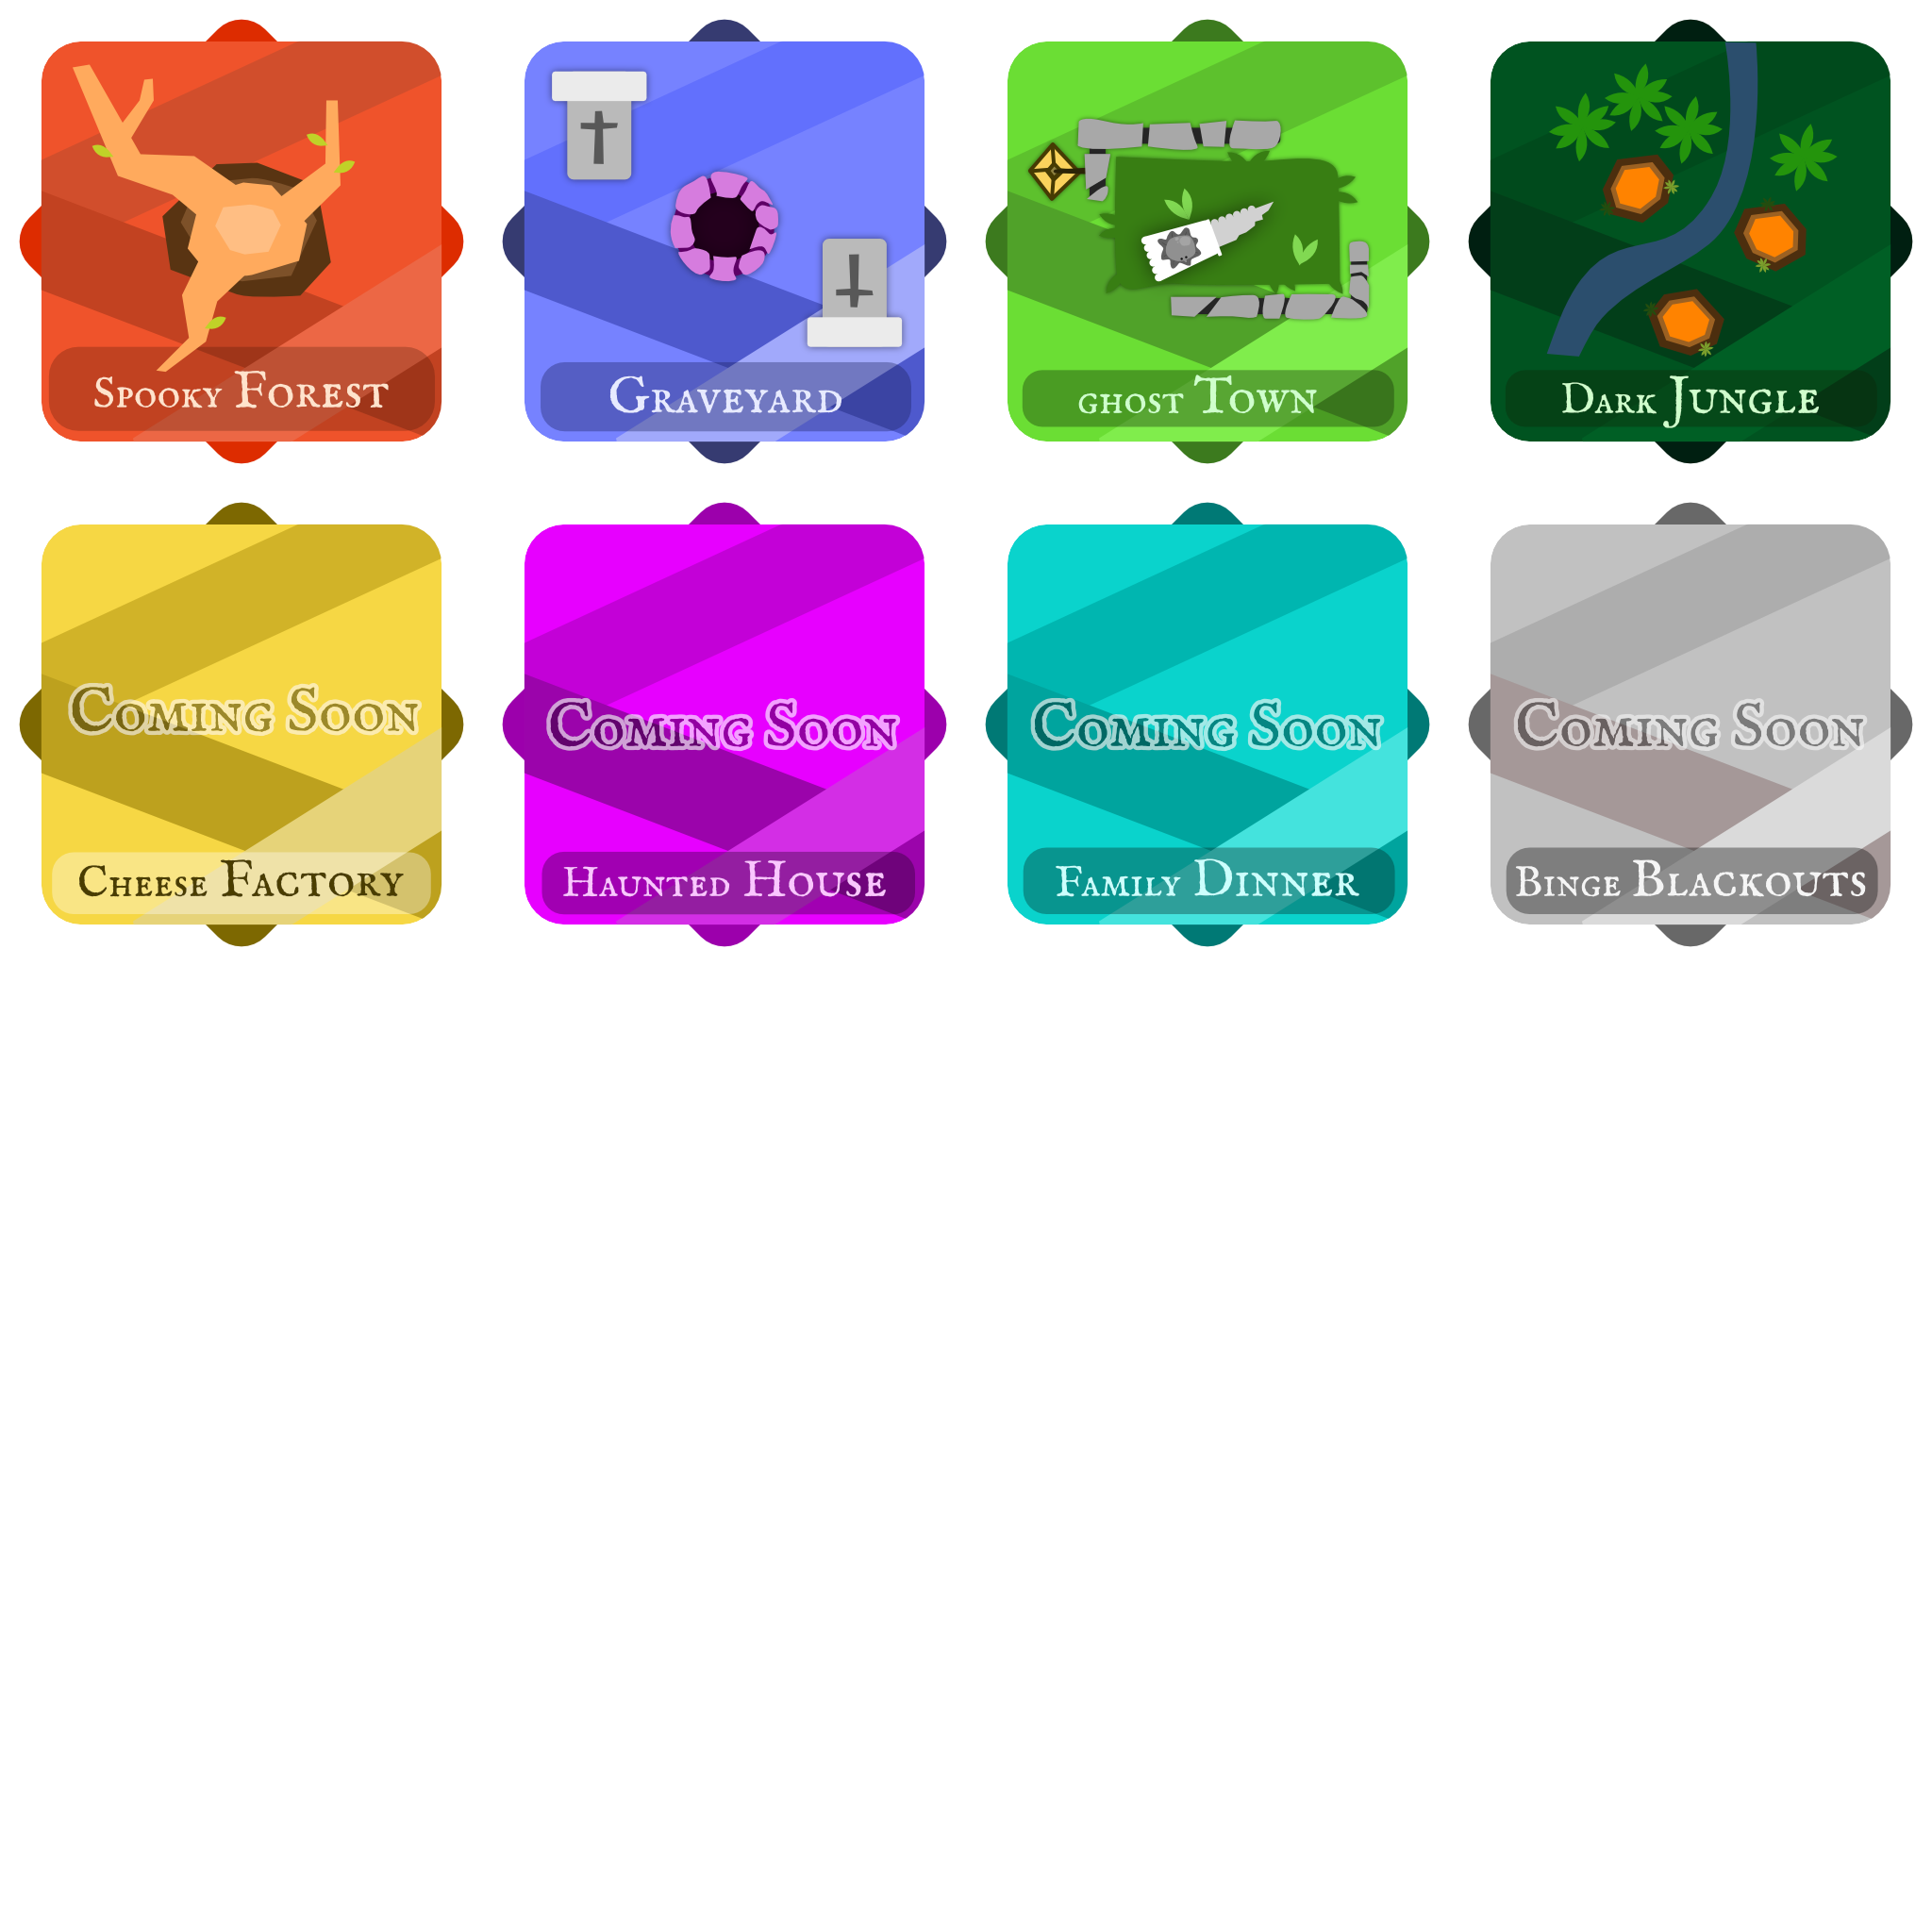 Spooky Forest
Graveyard
ghost Town
Dark Jungle
Coming Soon
Coming Soon
Coming Soon
Coming Soon
Cheese Factory
Haunted House
Family Dinner
Binge Blackouts